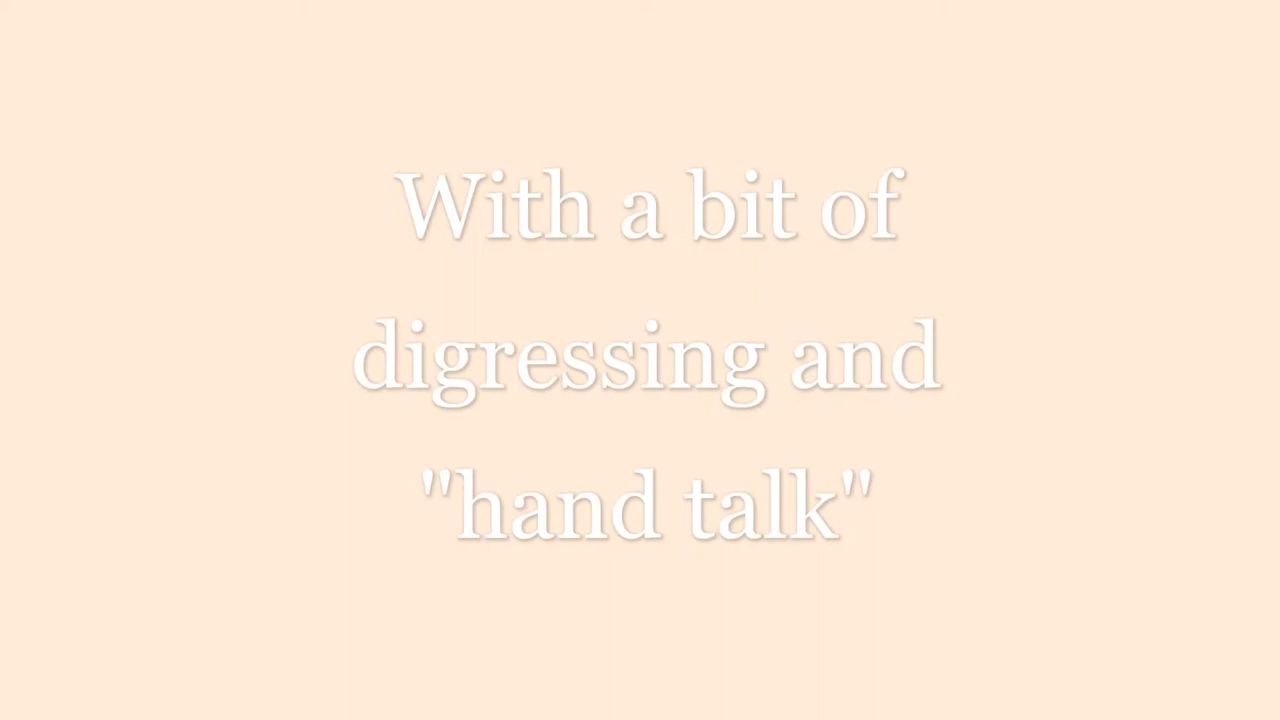 With a bit of
digressing and
"hand talk"